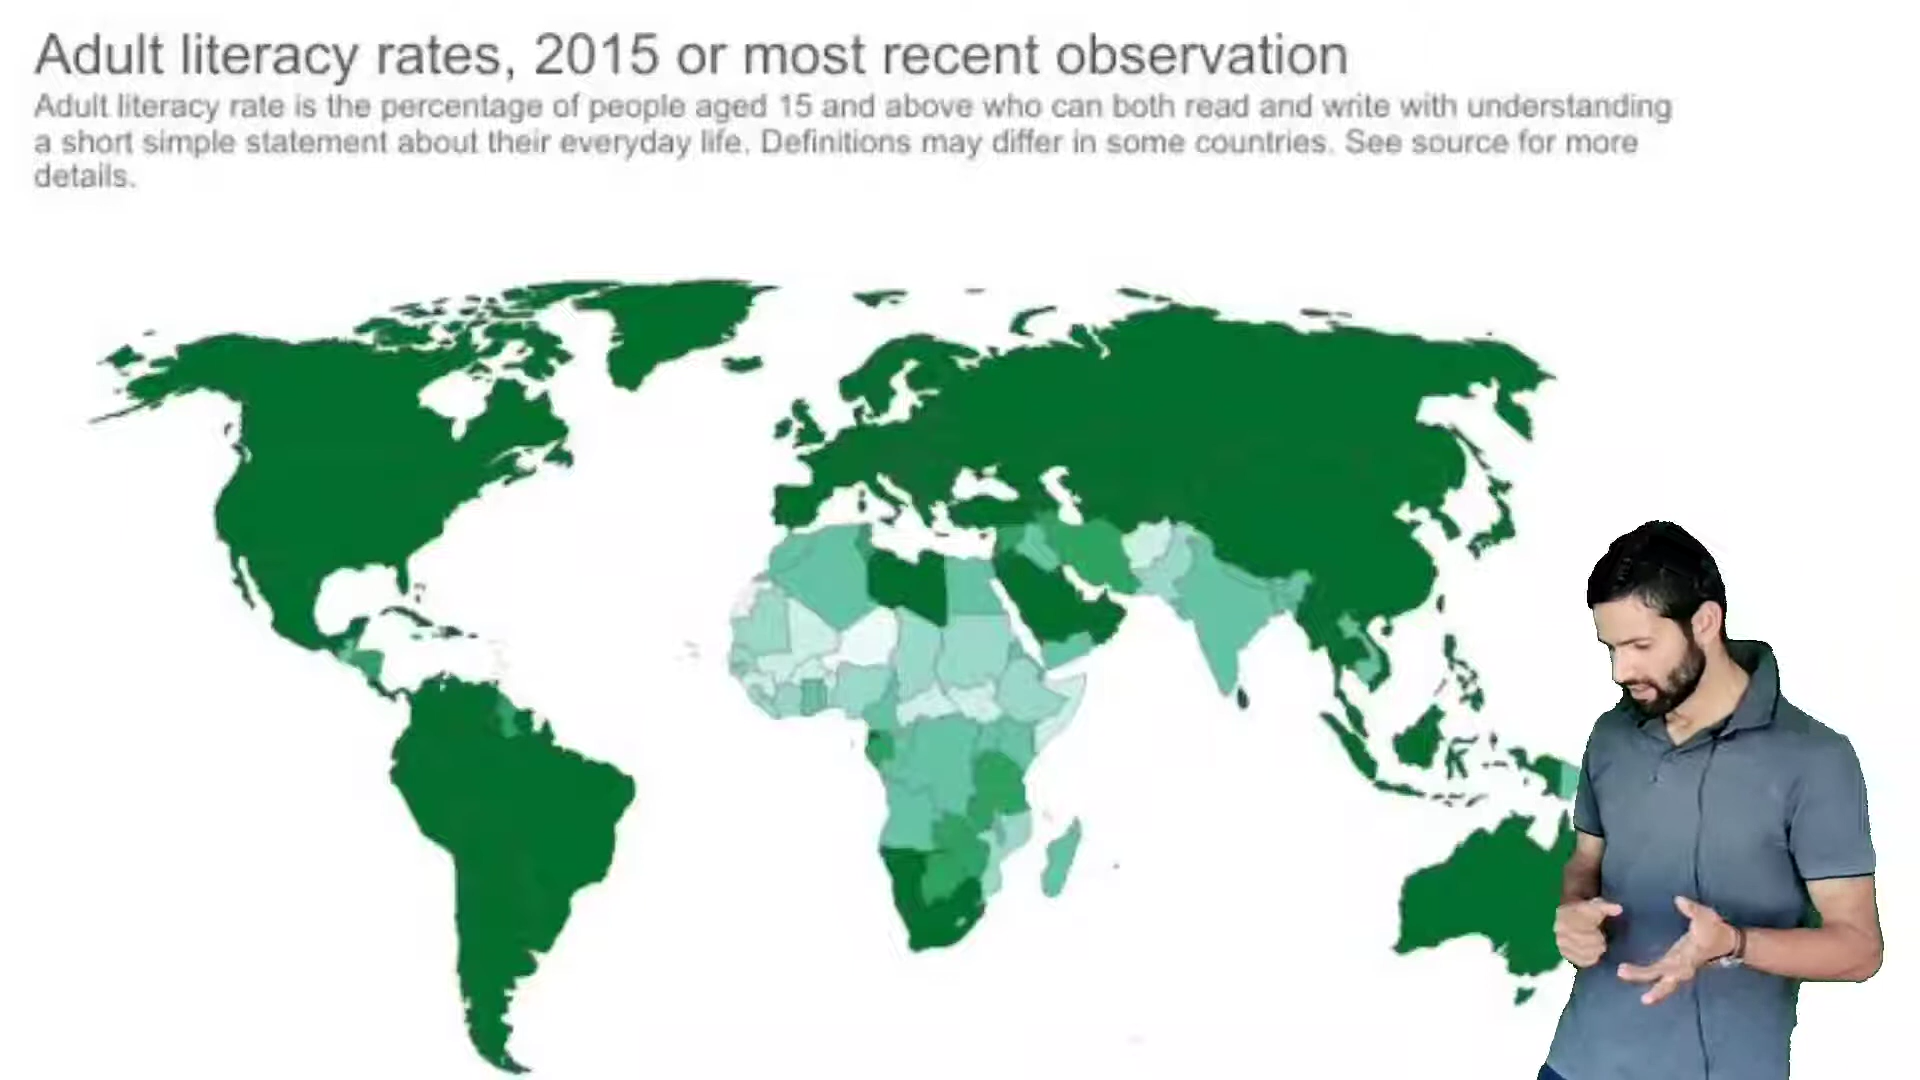 Adult literacy rates, 2015 or most recent observation
Adult literacy rate is the percentage of people aged 15 and above who can both read and write with understanding
a short simple statement about their everyday life. Definitions may differ in some countries. See source for more
details.